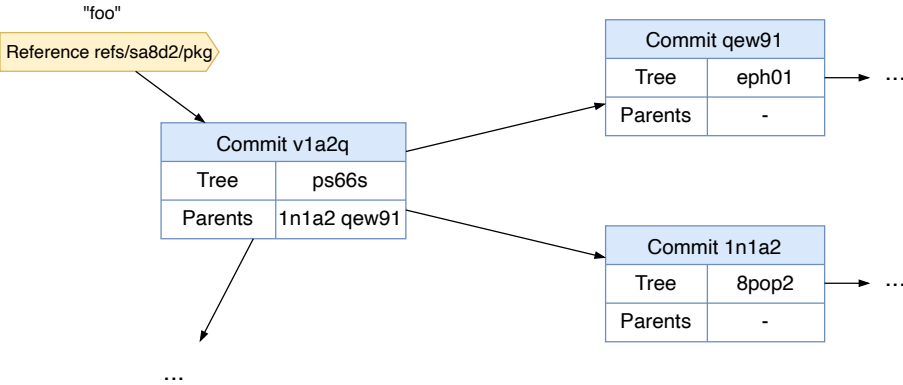 "foo"
Reference refs/sa8d2/pkg
Commit v1a2q
Tree ps66s
Parents 1n1a2 qew91
...
Commit qew91
Tree eph01
Parents -
...
Commit 1n1a2
Tree 8pop2
Parents -
...